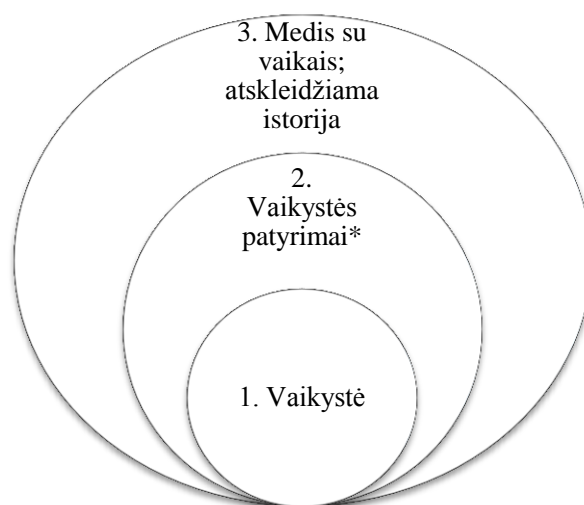 3. Medis su
vaikais;
atskleidžiama
istorija
2.
Vaikystės
patyrimai*
1. Vaikystė